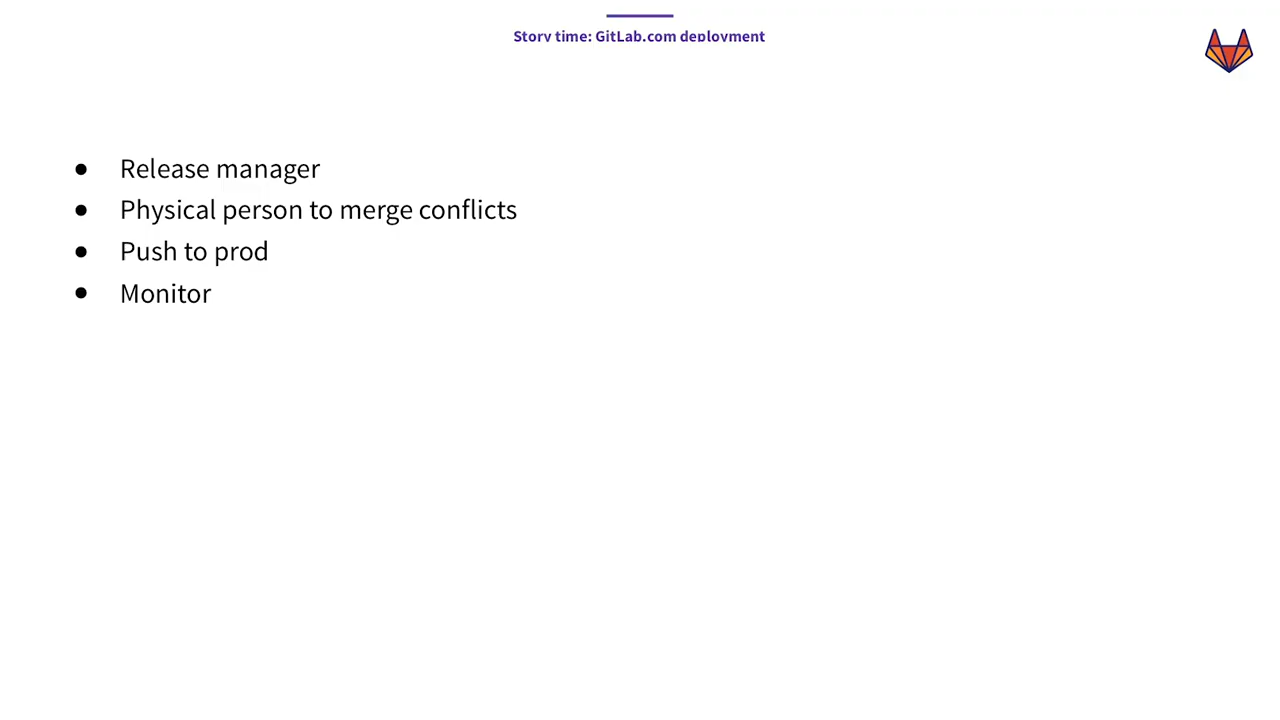 Story time: GitLab.com deployment
● Release manager
● Physical person to merge conflicts
● Push to prod
● Monitor